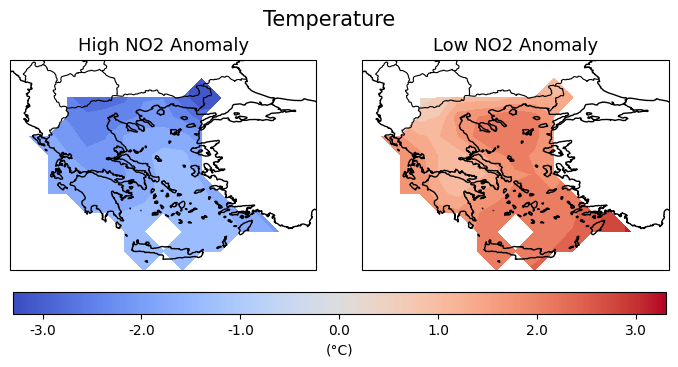 Temperature
High NO2 Anomaly
Low NO2 Anomaly
-3.0 -2.0 -1.0 0.0 1.0 2.0 3.0
(°C)